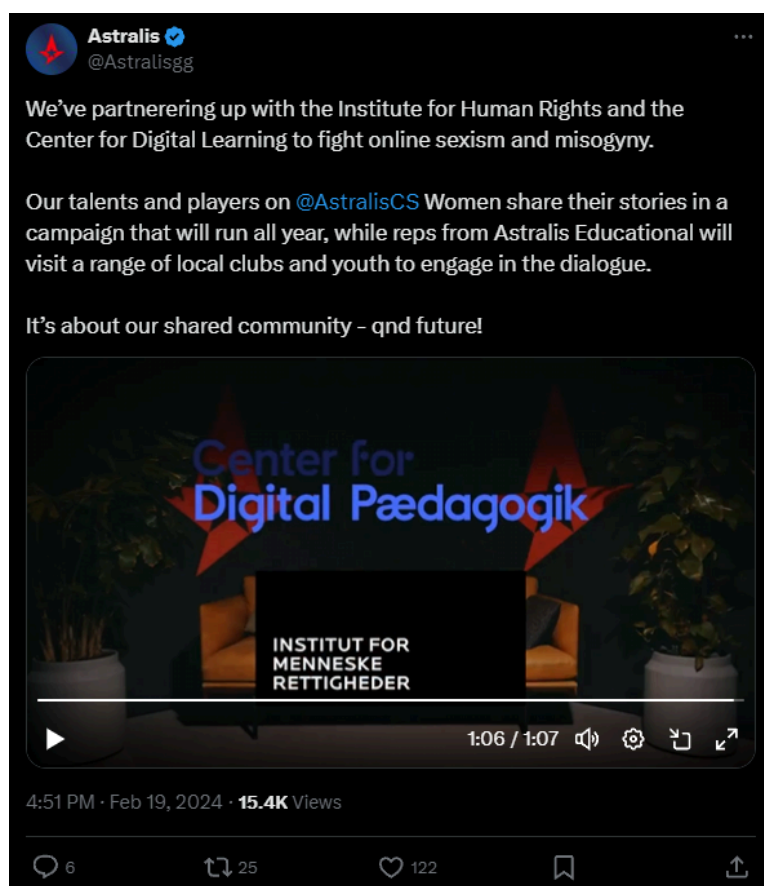 Astralis
@Astralisgg
We’ve partnerering up with the Institute for Human Rights and the
Center for Digital Learning to fight online sexism and misogyny.
Our talents and players on @AstralisCS Women share their stories in a
campaign that will run all year, while reps from Astralis Educational will
visit a range of local clubs and youth to engage in the dialogue.
It’s about our shared community - qnd future!
Center for
Digital Pædagogik
INSTITUT FOR
MENNESKE
RETTIGHEDER
1:06 / 1:07
4:51 PM · Feb 19, 2024 · 15.4K Views
6 25 122